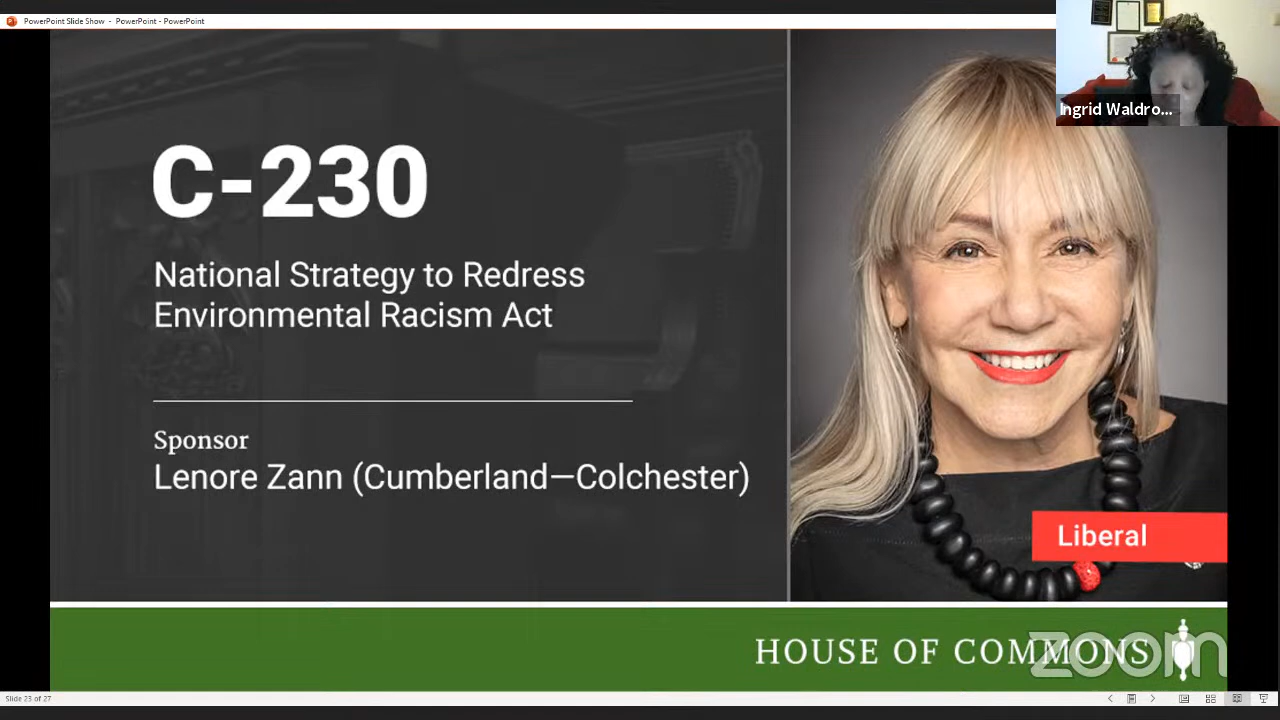 PowerPoint Slide Show - PowerPoint - PowerPoint
Ingrid Waldro...
C-230
National Strategy to Redress
Environmental Racism Act
Sponsor
Lenore Zann (Cumberland—Colchester)
Liberal
HOUSE OF COMMONS
zoom
Slide 23 of 27